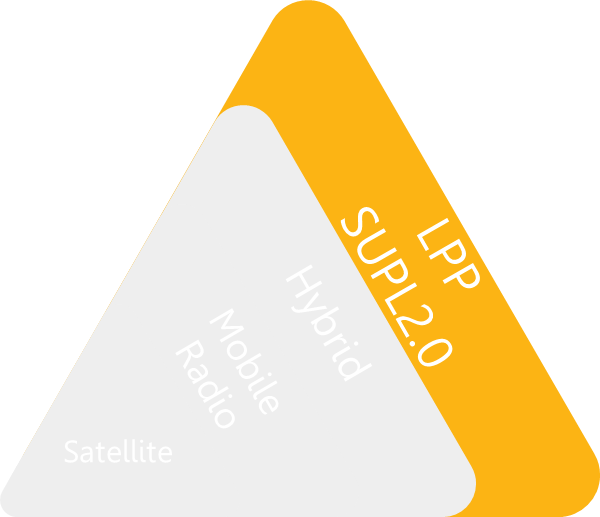 LPP
SUPL2.0
Hybrid
Mobile
Radio
Satellite